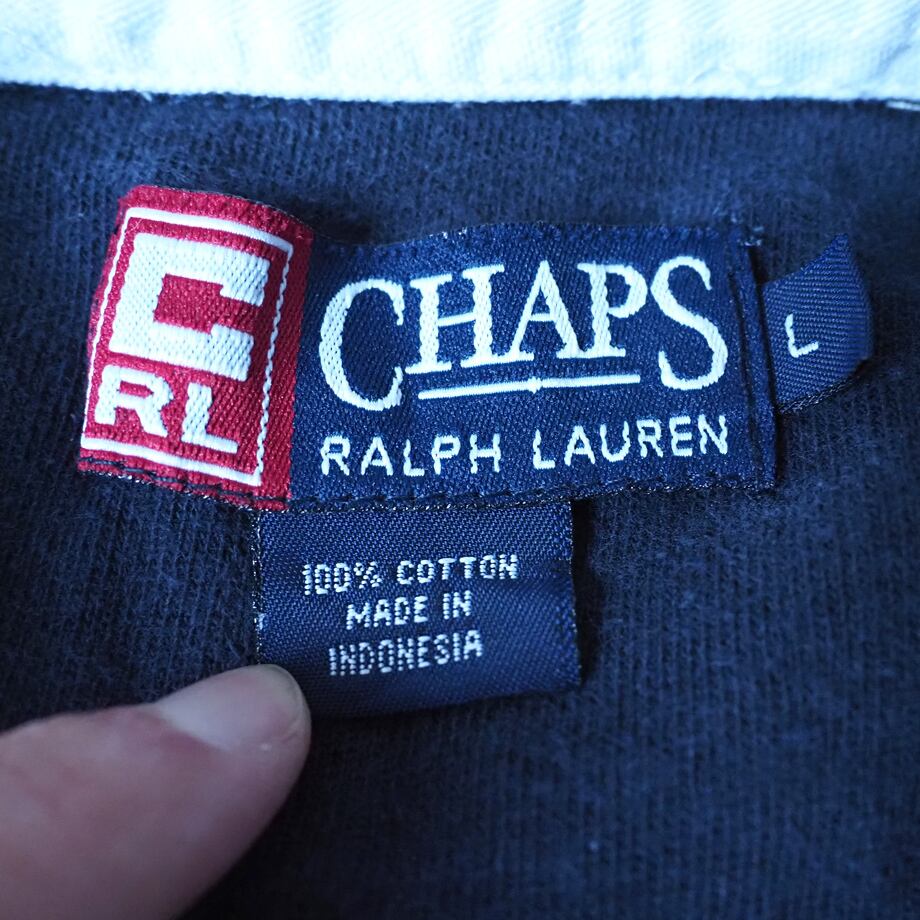 C
RL
CHAPS
RALPH LAUREN
L
100% COTTON
MADE IN
INDONESIA